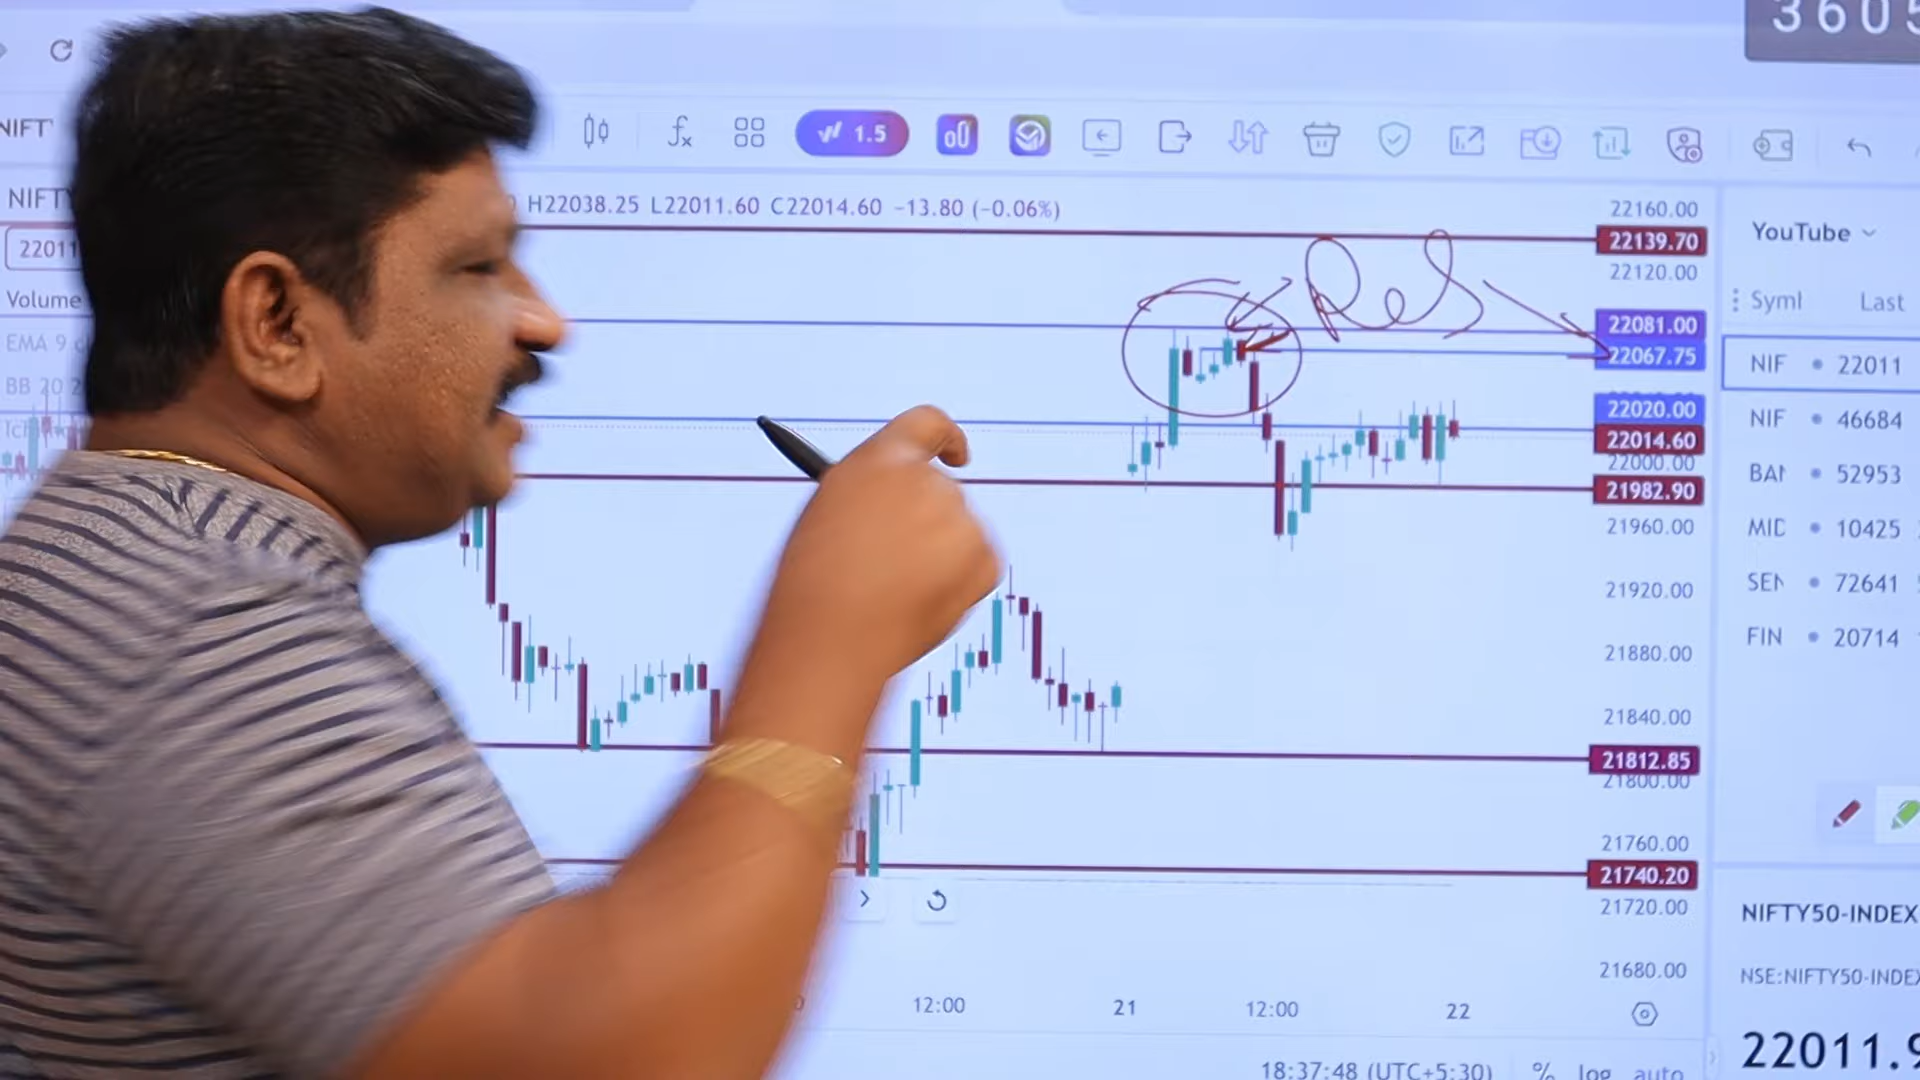 3605
NIFT
1.5
NIFTY
H22038.25 L22011.60 C22014.60 −13.80 (−0.06%)
22160.00
22011
22139.70
Res
YouTube
Volume
22120.00
Syml Last
EMA 9
22081.00
22067.75
NIF 22011
BB 20 2
22020.00
NIF 46684
22014.60
22000.00
21982.90
BAN 52953
21960.00
MID 10425
21920.00
SEN 72641
FIN 20714
21880.00
21840.00
21812.85
21800.00
21760.00
21740.20
21720.00
NIFTY50-INDEX
21680.00
NSE:NIFTY50-INDEX
12:00 21 12:00 22
22011.9
18:37:48 (UTC+5:30) % log auto